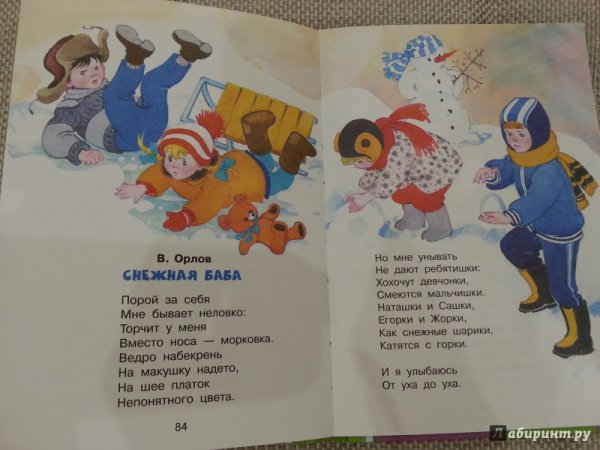 В. Орлов
СНЕЖНАЯ БАБА
Порой за себя
Мне бывает неловко:
Торчит у меня
Вместо носа — морковка.
Ведро набекрень
На макушку надето,
На шее платок
Непонятного цвета.
84
Но мне унывать
Не дают ребятишки:
Хохочут девчонки,
Смеются мальчишки.
Наташки и Сашки,
Егорки и Жорки,
Как снежные шарики,
Катятся с горки.
И я улыбаюсь
От уха до уха.
Лабиринт.ру